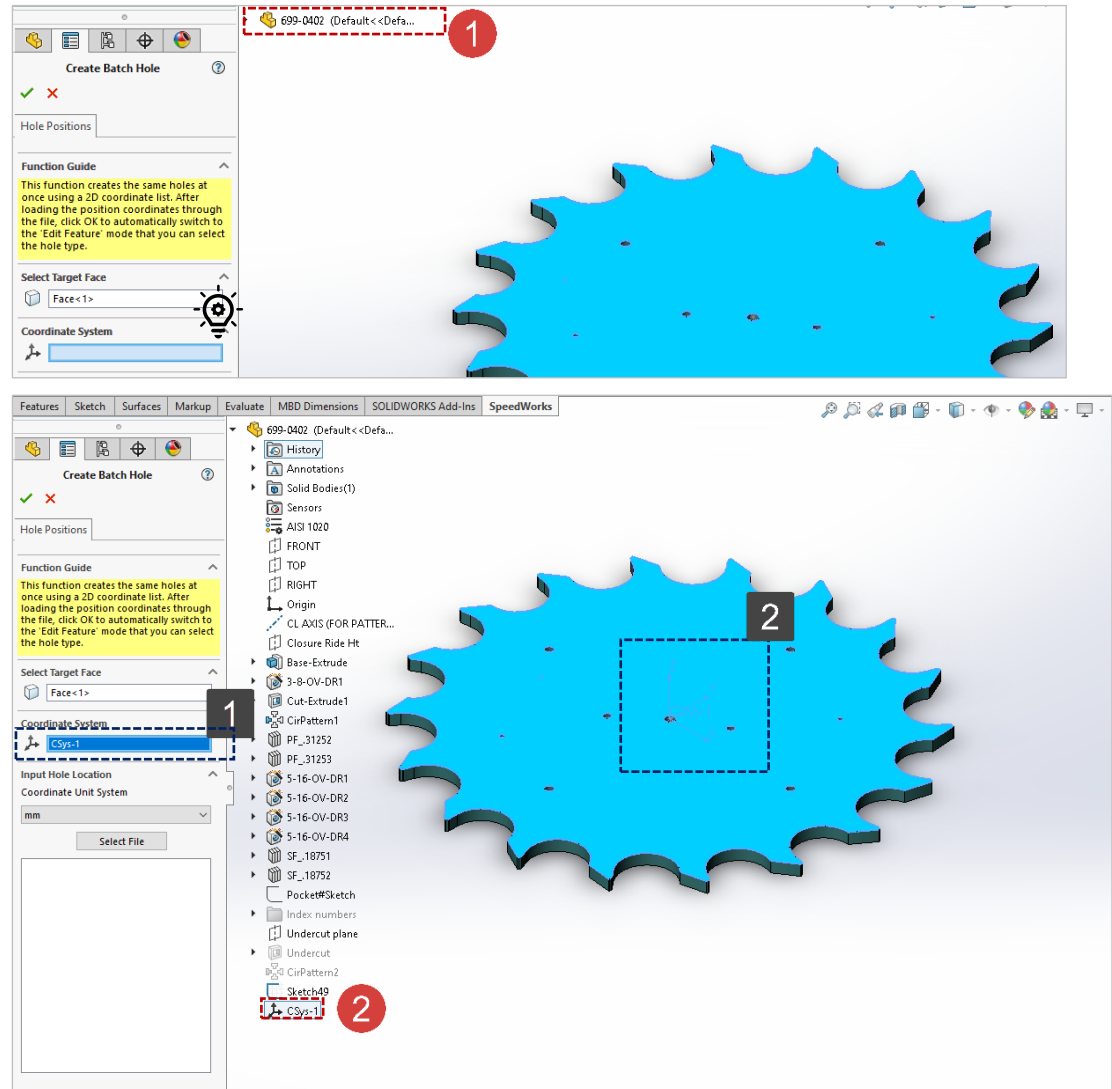 699-0402 (Default<<Defa...
1
Create Batch Hole
Hole Positions
Function Guide
This function creates the same holes at
once using a 2D coordinate list. After
loading the position coordinates through
the file, click OK to automatically switch to
the 'Edit Feature' mode that you can select
the hole type.
Select Target Face
Face<1>
Coordinate System
Features Sketch Surfaces Markup Evaluate MBD Dimensions SOLIDWORKS Add-Ins SpeedWorks
Create Batch Hole
Hole Positions
Function Guide
This function creates the same holes at
once using a 2D coordinate list. After
loading the position coordinates through
the file, click OK to automatically switch to
the 'Edit Feature' mode that you can select
the hole type.
Select Target Face
Face<1>
1
Coordinate System
CSys-1
Input Hole Location
Coordinate Unit System
mm
Select File
699-0402 (Default<<Defa...
History
Annotations
Solid Bodies(1)
Sensors
AISI 1020
FRONT
TOP
RIGHT
Origin
CL AXIS (FOR PATTER...
Closure Ride Ht
Base-Extrude
3-8-OV-DR1
Cut-Extrude1
CirPattern1
PF_.31252
PF_.31253
5-16-OV-DR1
5-16-OV-DR2
5-16-OV-DR3
5-16-OV-DR4
SF_.18751
SF_.18752
Pocket#Sketch
Index numbers
Undercut plane
Undercut
CirPattern2
Sketch49
CSys-1
2
2